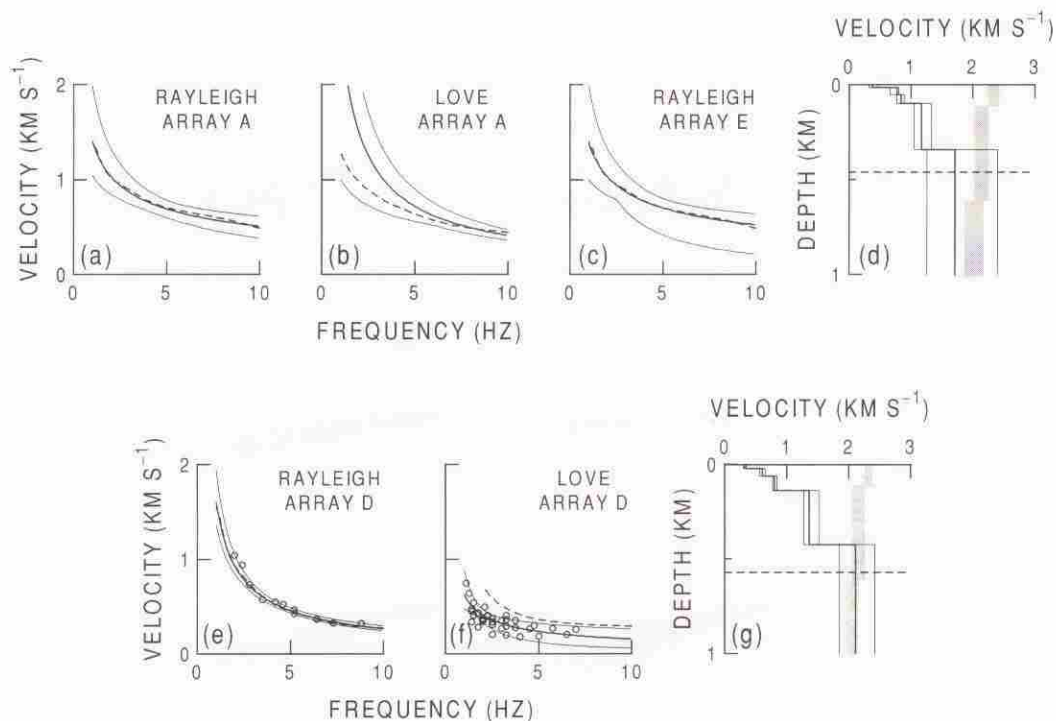 VELOCITY (KM S⁻¹)
0 1 2 3
RAYLEIGH
ARRAY A
LOVE
ARRAY A
RAYLEIGH
ARRAY E
VELOCITY (KM S⁻¹)
2
1
0
DEPTH (KM)
0
1
(a)
(b)
(c)
(d)
0 5 10
0 5 10
0 5 10
FREQUENCY (HZ)
VELOCITY (KM S⁻¹)
0 1 2 3
RAYLEIGH
ARRAY D
LOVE
ARRAY D
VELOCITY (KM S⁻¹)
2
1
0
DEPTH (KM)
0
1
(e)
(f)
(g)
0 5 10
0 5 10
FREQUENCY (HZ)